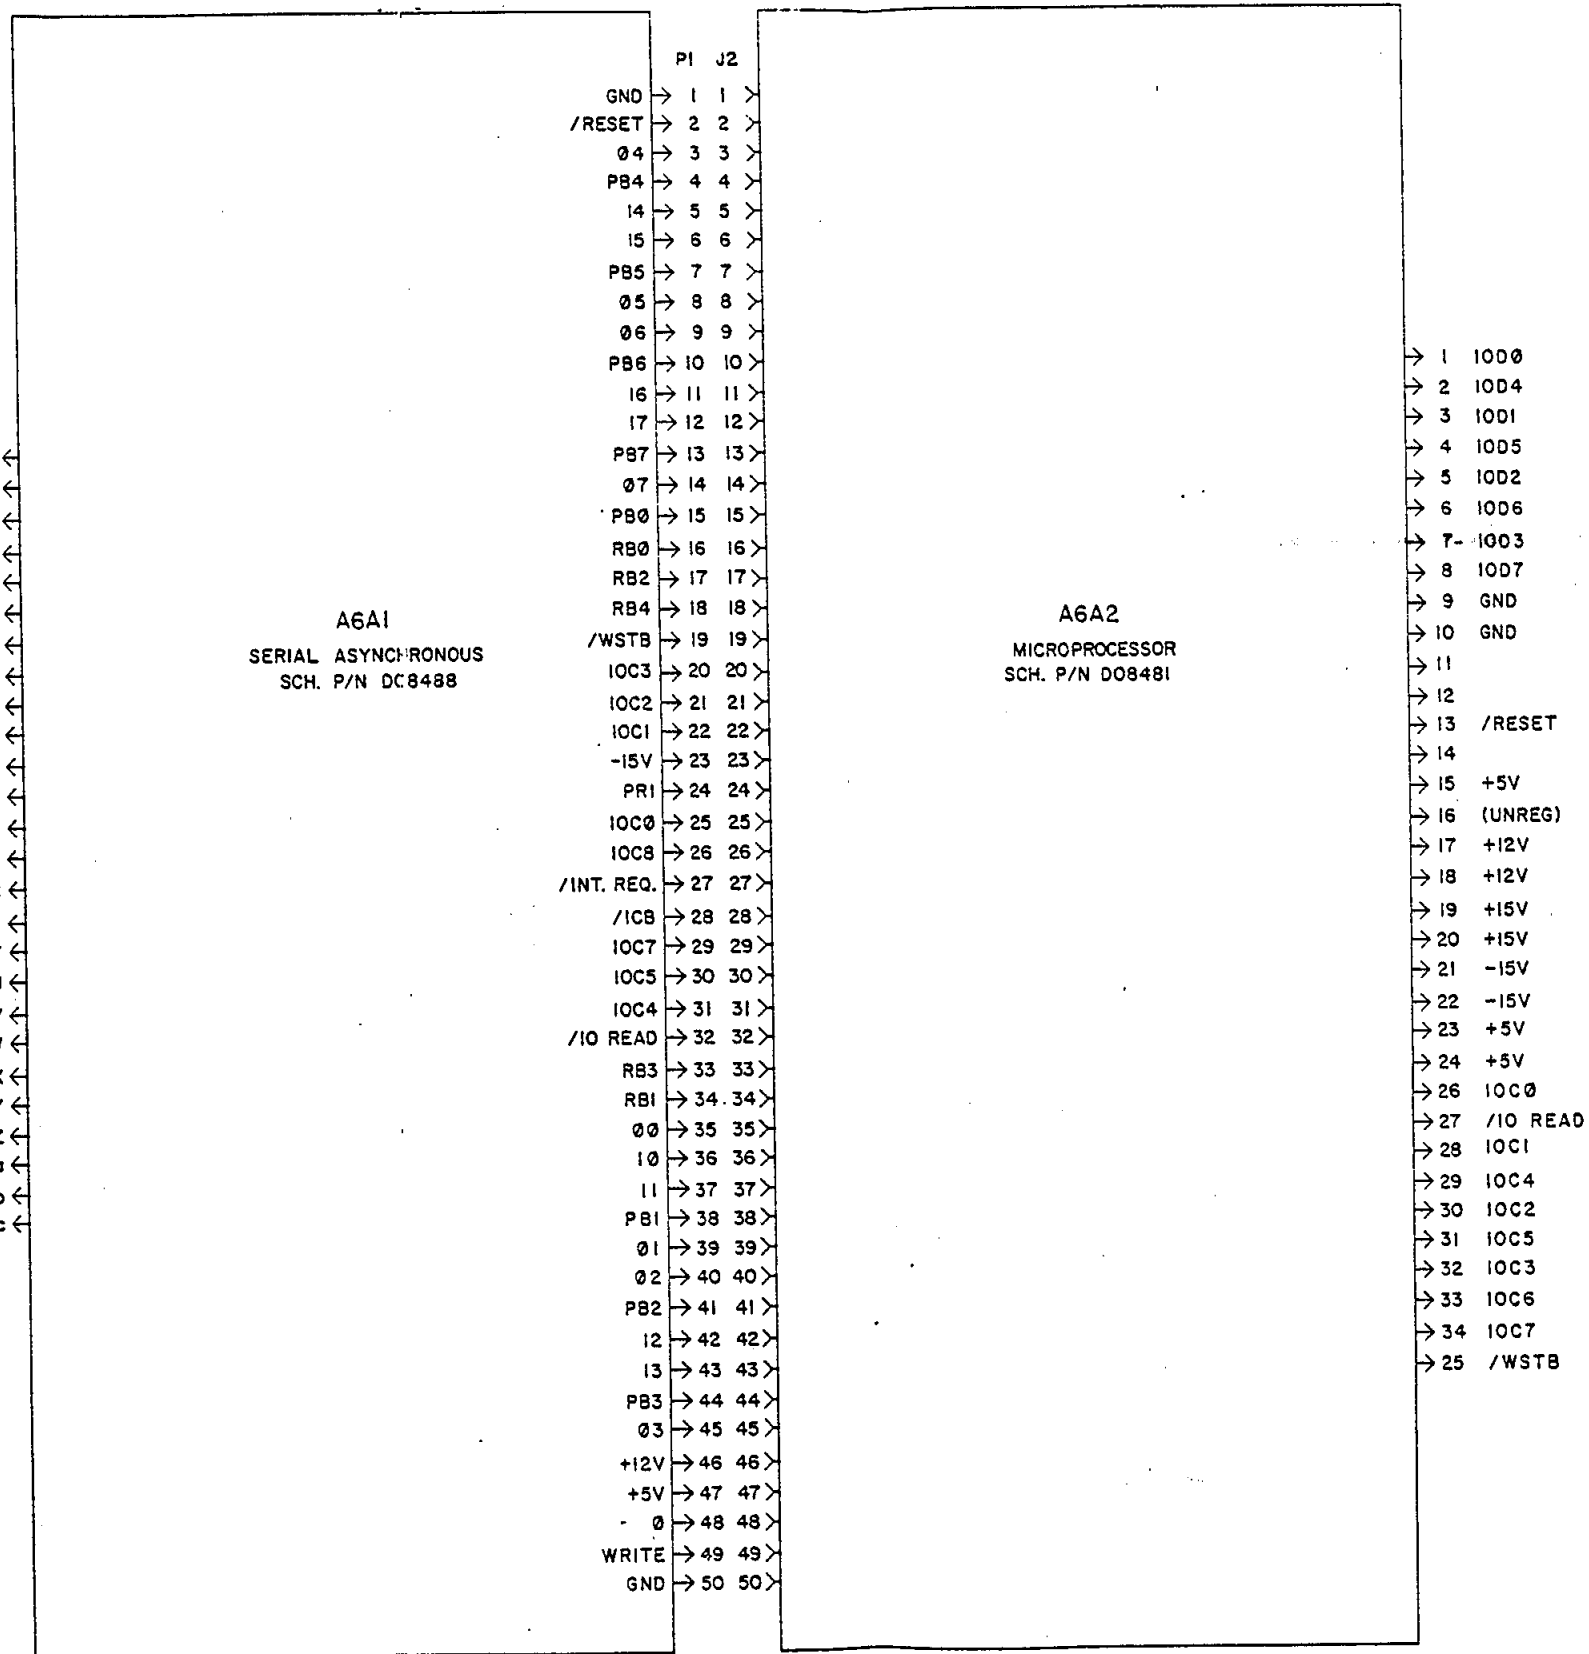 P1 J2
GND 1 1
/RESET 2 2
Ø4 3 3
PB4 4 4
I4 5 5
I5 6 6
PB5 7 7
Ø5 8 8
Ø6 9 9
PB6 10 10
I6 11 11
I7 12 12
PB7 13 13
Ø7 14 14
PBØ 15 15
RBØ 16 16
RB2 17 17
RB4 18 18
/WSTB 19 19
IOC3 20 20
IOC2 21 21
IOC1 22 22
-15V 23 23
PR1 24 24
IOCØ 25 25
IOC8 26 26
/INT. REQ. 27 27
/ICB 28 28
IOC7 29 29
IOC5 30 30
IOC4 31 31
/IO READ 32 32
RB3 33 33
RB1 34 34
ØØ 35 35
IØ 36 36
I1 37 37
PB1 38 38
Ø1 39 39
Ø2 40 40
PB2 41 41
I2 42 42
I3 43 43
PB3 44 44
Ø3 45 45
+12V 46 46
+5V 47 47
Ø 48 48
WRITE 49 49
GND 50 50
A6A1
SERIAL ASYNCHRONOUS
SCH. P/N DC8488
A6A2
MICROPROCESSOR
SCH. P/N D08481
1 IODØ
2 IOD4
3 IOD1
4 IOD5
5 IOD2
6 IOD6
7 IOD3
8 IOD7
9 GND
10 GND
11
12
13 /RESET
14
15 +5V
16 (UNREG)
17 +12V
18 +12V
19 +15V
20 +15V
21 -15V
22 -15V
23 +5V
24 +5V
26 IOCØ
27 /IO READ
28 IOC1
29 IOC4
30 IOC2
31 IOC5
32 IOC3
33 IOC6
34 IOC7
25 /WSTB